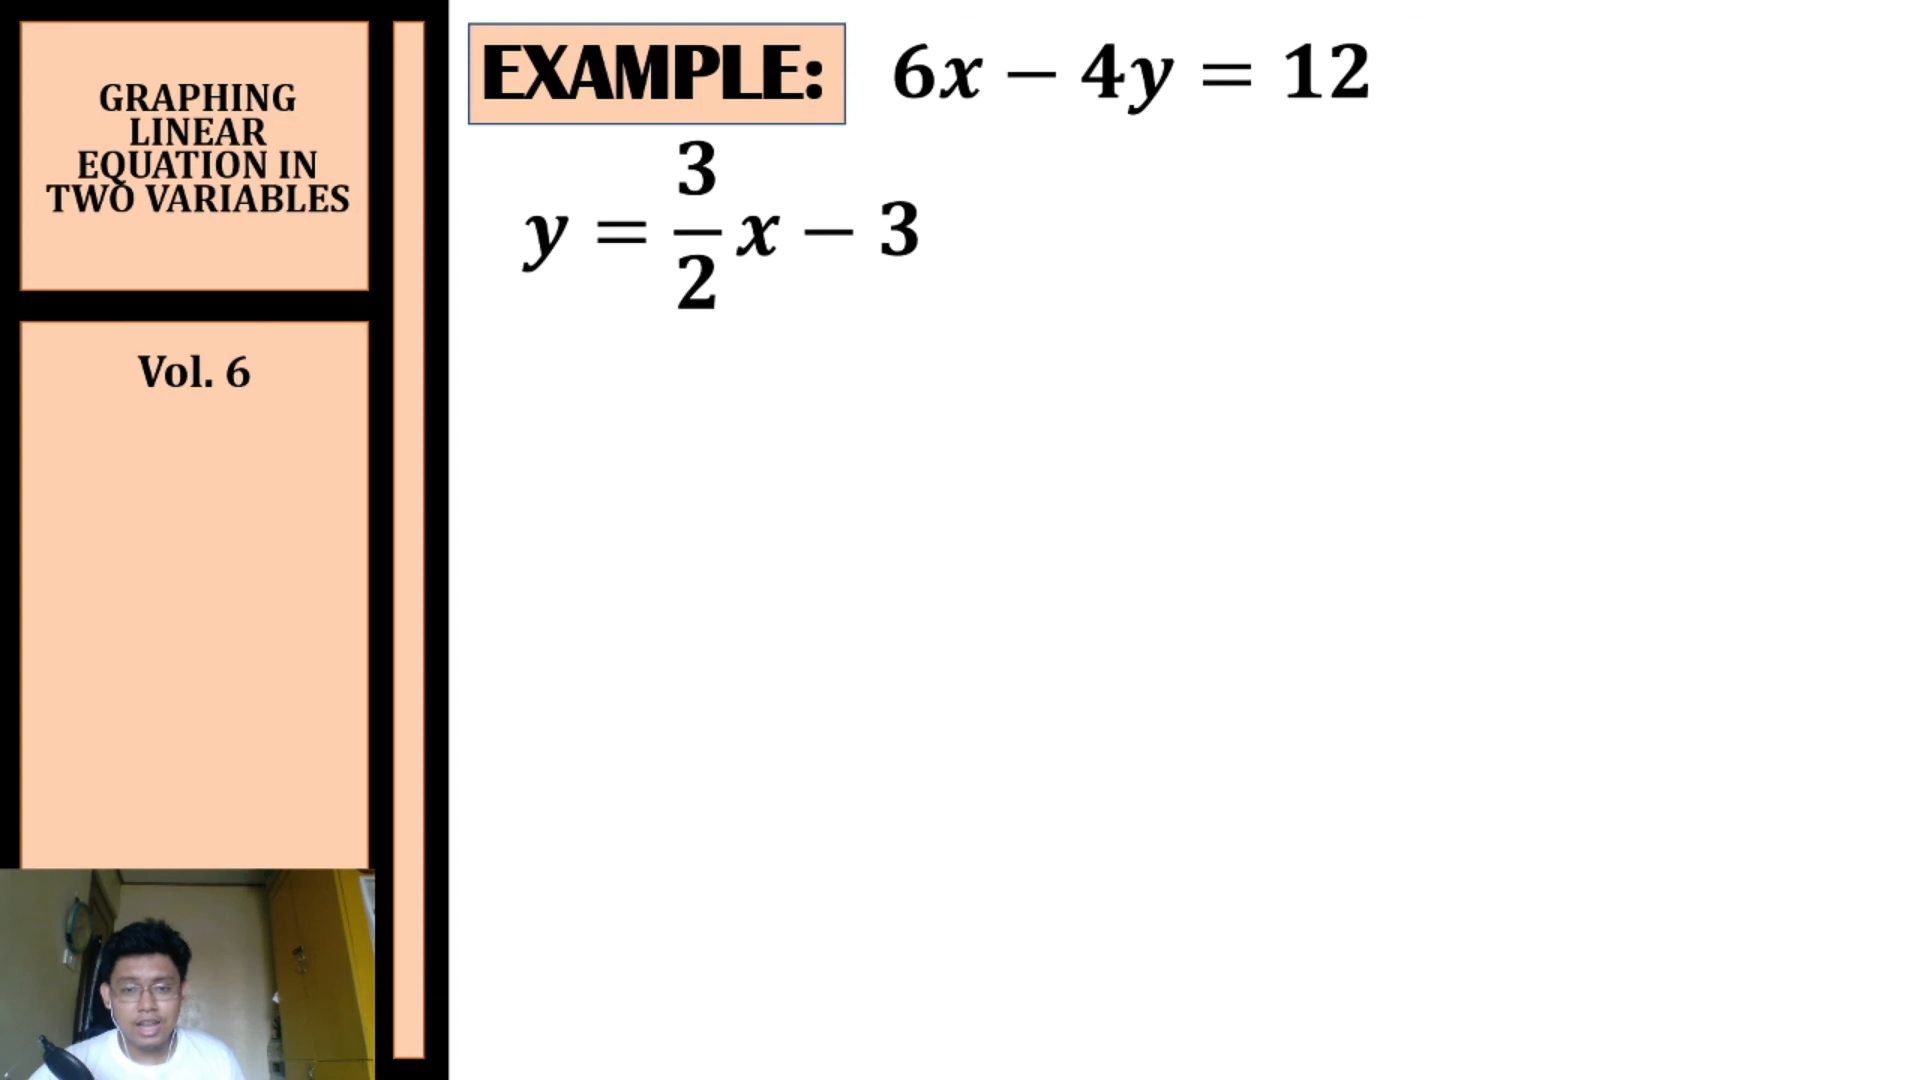 GRAPHING
LINEAR
EQUATION IN
TWO VARIABLES
Vol. 6
EXAMPLE: 6x − 4y = 12
y = 3/2 x − 3